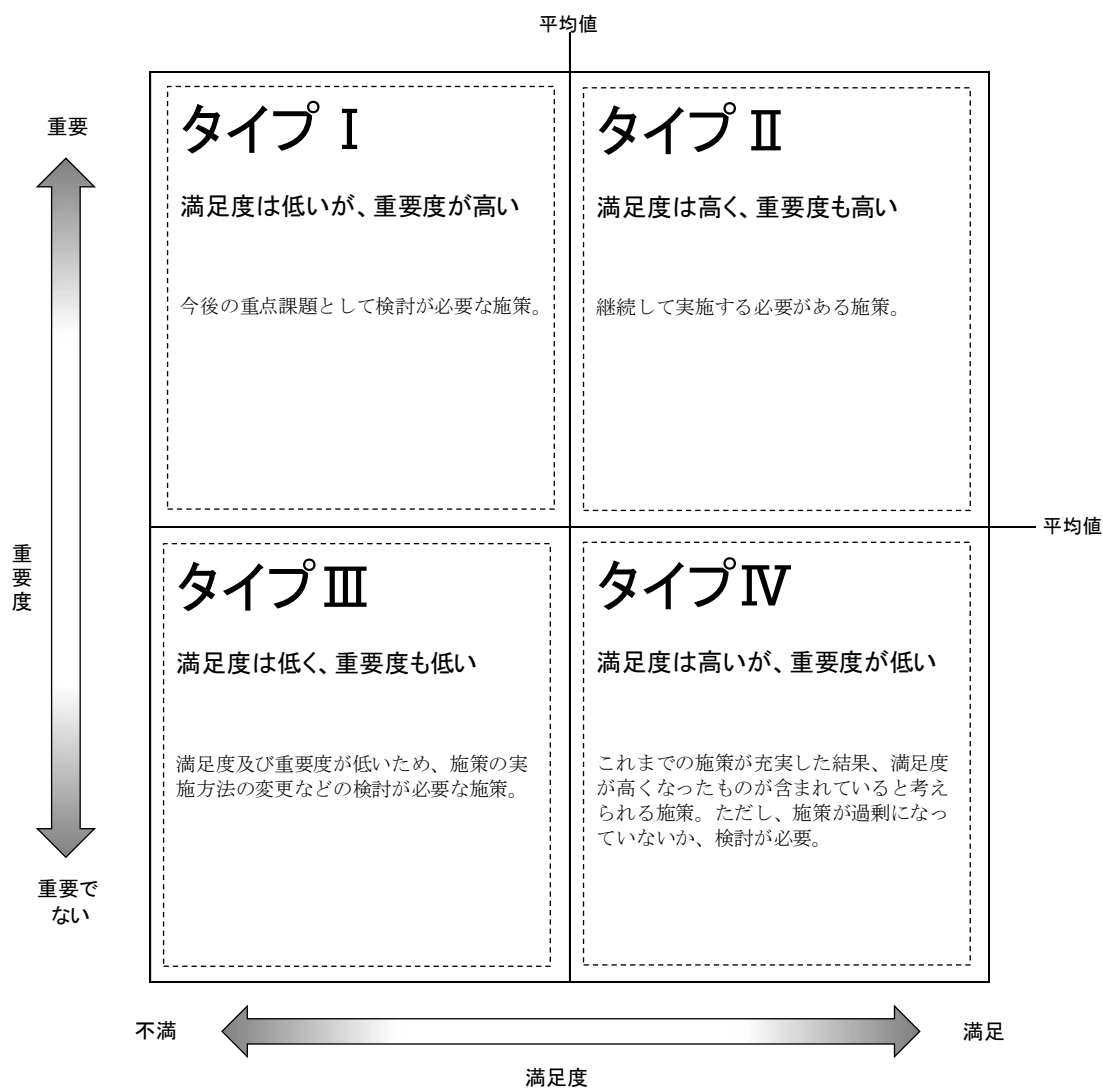 平均値
重要
タイプ Ⅰ
満足度は低いが、重要度が高い
今後の重点課題として検討が必要な施策。
タイプ Ⅱ
満足度は高く、重要度も高い
継続して実施する必要がある施策。
平均値
重要度
タイプⅢ
満足度は低く、重要度も低い
満足度及び重要度が低いため、施策の実
施方法の変更などの検討が必要な施策。
タイプⅣ
満足度は高いが、重要度が低い
これまでの施策が充実した結果、満足度
が高くなったものが含まれていると考え
られる施策。ただし、施策が過剰になっ
ていないか、検討が必要。
重要で
ない
不満
満足
満足度